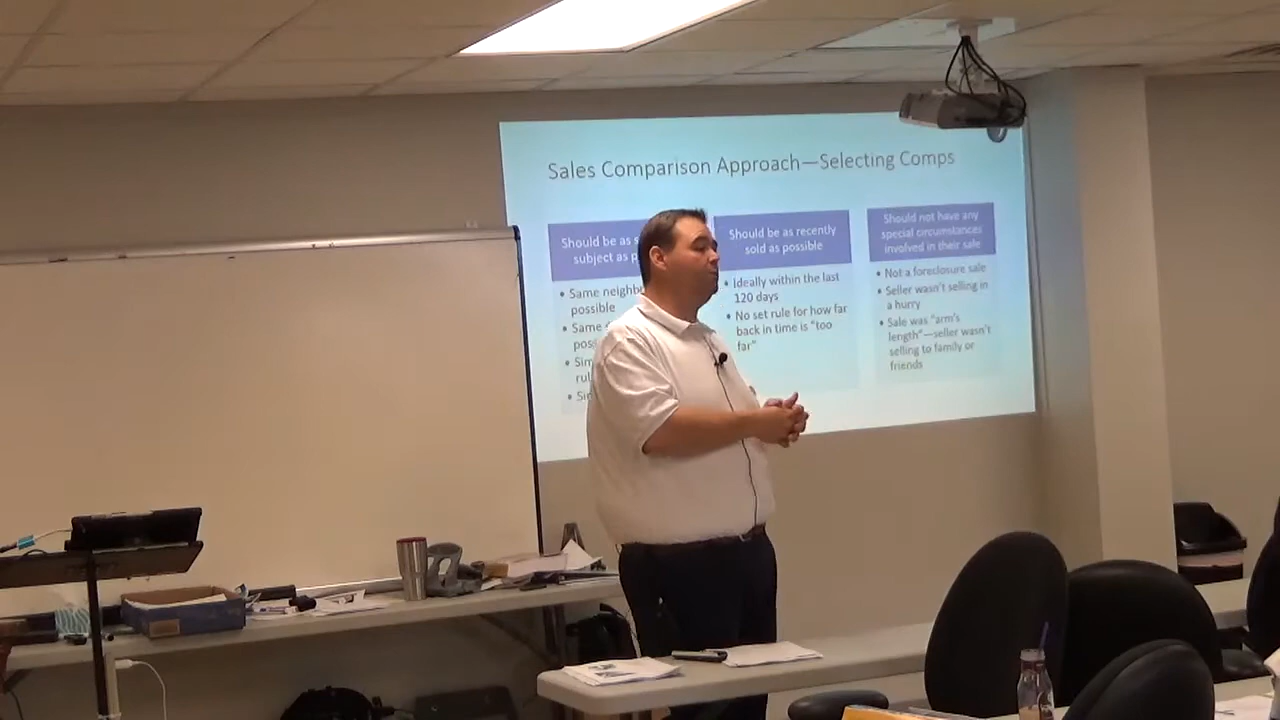 Sales Comparison Approach—Selecting Comps
Should be as
subject as
• Same
possible
• Same
Should be as recently
sold as possible
• Ideally within the last
120 days
• No set rule for how far
back in time is "too
far"
Should not have any
special circumstances
involved in their sale
• Not a foreclosure sale
• Seller wasn't selling in
a hurry
• Sale was "arm's
length"—seller wasn't
selling to family or
friends